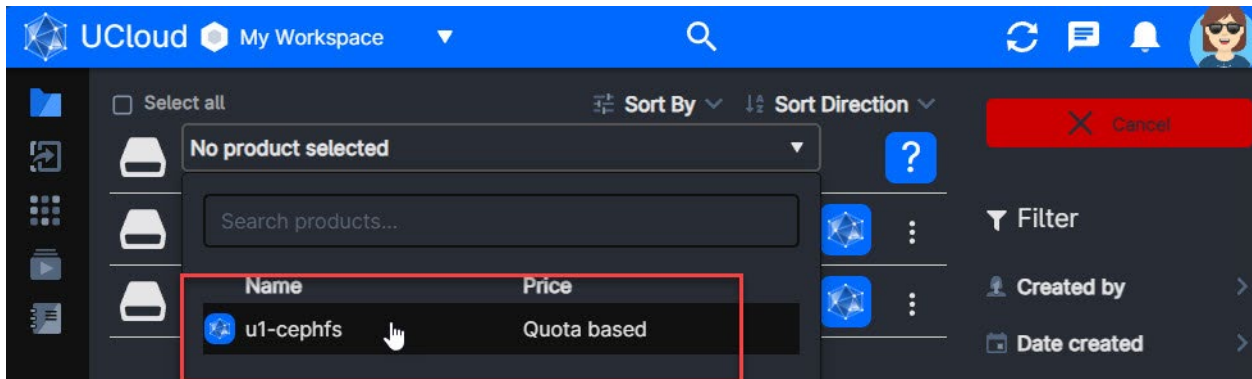 UCloud My Workspace
Select all Sort By Sort Direction
Cancel
No product selected
?
Search products...
Filter
Name Price
Created by
u1-cephfs Quota based
Date created